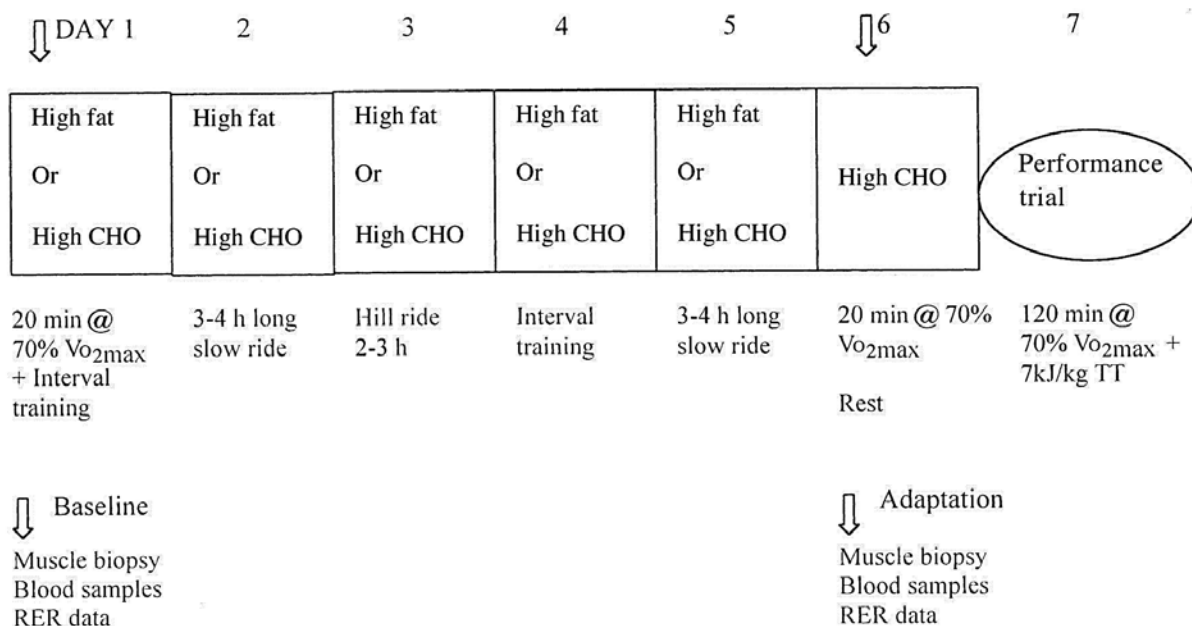 DAY 1 2 3 4 5 6 7
High fat
Or
High CHO
High fat
Or
High CHO
High fat
Or
High CHO
High fat
Or
High CHO
High fat
Or
High CHO
High CHO
Performance
trial
20 min @
70% Vo2max
+ Interval
training
3-4 h long
slow ride
Hill ride
2-3 h
Interval
training
3-4 h long
slow ride
20 min @ 70%
Vo2max
Rest
120 min @
70% Vo2max +
7kJ/kg TT
Baseline
Muscle biopsy
Blood samples
RER data
Adaptation
Muscle biopsy
Blood samples
RER data